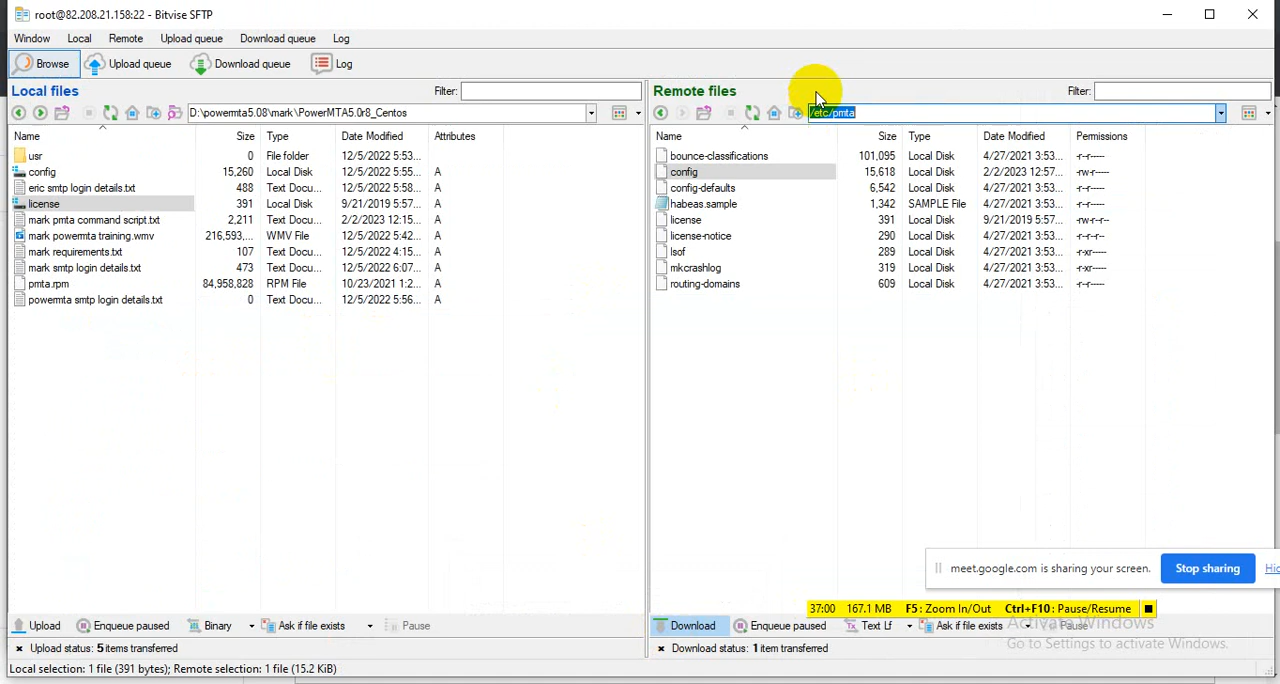 root@82.208.21.158:22 - Bitvise SFTP
Window Local Remote Upload queue Download queue Log
Browse Upload queue Download queue Log
Local files Filter:
D:\powermta5.08\mark\PowerMTA5.0r8_Centos
Name Size Type Date Modified Attributes
usr 0 File folder 12/5/2022 5:53...
config 15,260 Local Disk 12/5/2022 5:55... A
eric smtp login details.txt 488 Text Docu... 12/5/2022 5:58... A
license 391 Local Disk 9/21/2019 5:57... A
mark pmta command script.txt 2,211 Text Docu... 2/2/2023 12:15... A
mark powermta training.wmv 216,593,... WMV File 12/5/2022 5:42... A
mark requirements.txt 107 Text Docu... 12/5/2022 4:15... A
mark smtp login details.txt 473 Text Docu... 12/5/2022 6:07... A
pmta.rpm 84,958,828 RPM File 10/23/2021 1:2... A
powermta smtp login details.txt 0 Text Docu... 12/5/2022 5:56... A
Remote files Filter:
/etc/pmta
Name Size Type Date Modified Permissions
bounce-classifications 101,095 Local Disk 4/27/2021 3:53... -r--r-----
config 15,618 Local Disk 2/2/2023 12:57... -rw-r-----
config-defaults 6,542 Local Disk 4/27/2021 3:53... -r--r-----
habeas.sample 1,342 SAMPLE File 4/27/2021 3:53... -r--r-----
license 391 Local Disk 9/21/2019 5:57... -rw-r--r--
license-notice 290 Local Disk 4/27/2021 3:53... -r--r--r--
lsof 289 Local Disk 4/27/2021 3:53... -r-xr-----
mkcrashlog 319 Local Disk 4/27/2021 3:53... -r-xr-----
routing-domains 609 Local Disk 4/27/2021 3:53... -r--r-----
meet.google.com is sharing your screen. Stop sharing Hid
37:00 167.1 MB F5: Zoom In/Out Ctrl+F10: Pause/Resume
Activate Windows
Go to Settings to activate Windows.
Upload Enqueue paused Binary Ask if file exists Pause
Download Enqueue paused Text Lf Ask if file exists Pause
Upload status: 5 items transferred
Download status: 1 item transferred
Local selection: 1 file (391 bytes); Remote selection: 1 file (15.2 KiB)